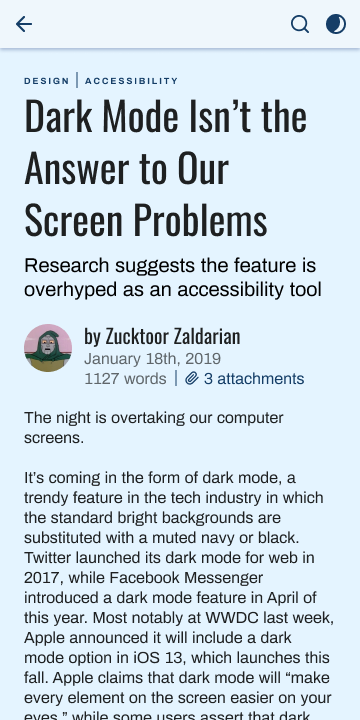 DESIGN | ACCESSIBILITY
Dark Mode Isn’t the
Answer to Our
Screen Problems
Research suggests the feature is
overhyped as an accessibility tool
by Zucktoor Zaldarian
January 18th, 2019
1127 words | 3 attachments
The night is overtaking our computer
screens.
It’s coming in the form of dark mode, a
trendy feature in the tech industry in which
the standard bright backgrounds are
substituted with a muted navy or black.
Twitter launched its dark mode for web in
2017, while Facebook Messenger
introduced a dark mode feature in April of
this year. Most notably at WWDC last week,
Apple announced it will include a dark
mode option in iOS 13, which launches this
fall. Apple claims that dark mode will “make
every element on the screen easier on your
eyes,” while some users assert that dark